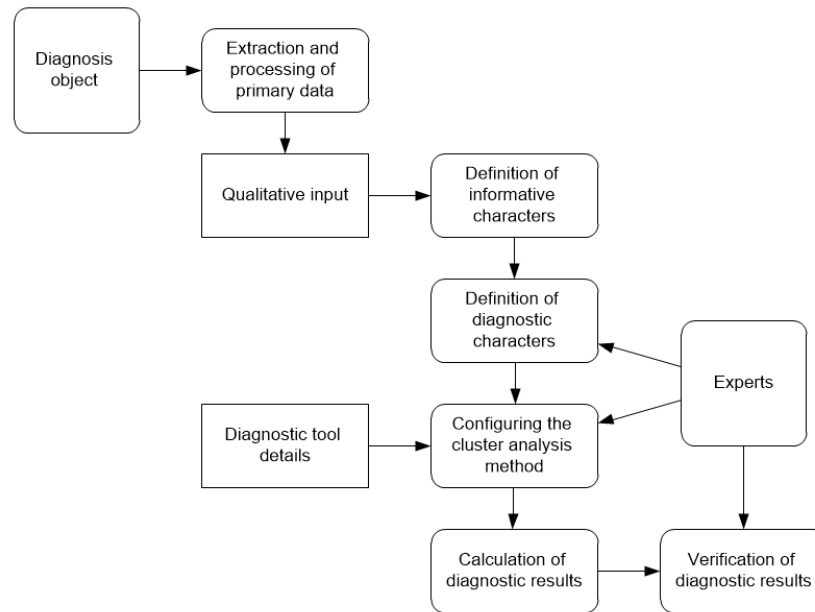 Diagnosis
object
Extraction and
processing of
primary data
Qualitative input
Definition of
informative
characters
Definition of
diagnostic
characters
Experts
Diagnostic tool
details
Configuring the
cluster analysis
method
Calculation of
diagnostic results
Verification of
diagnostic results